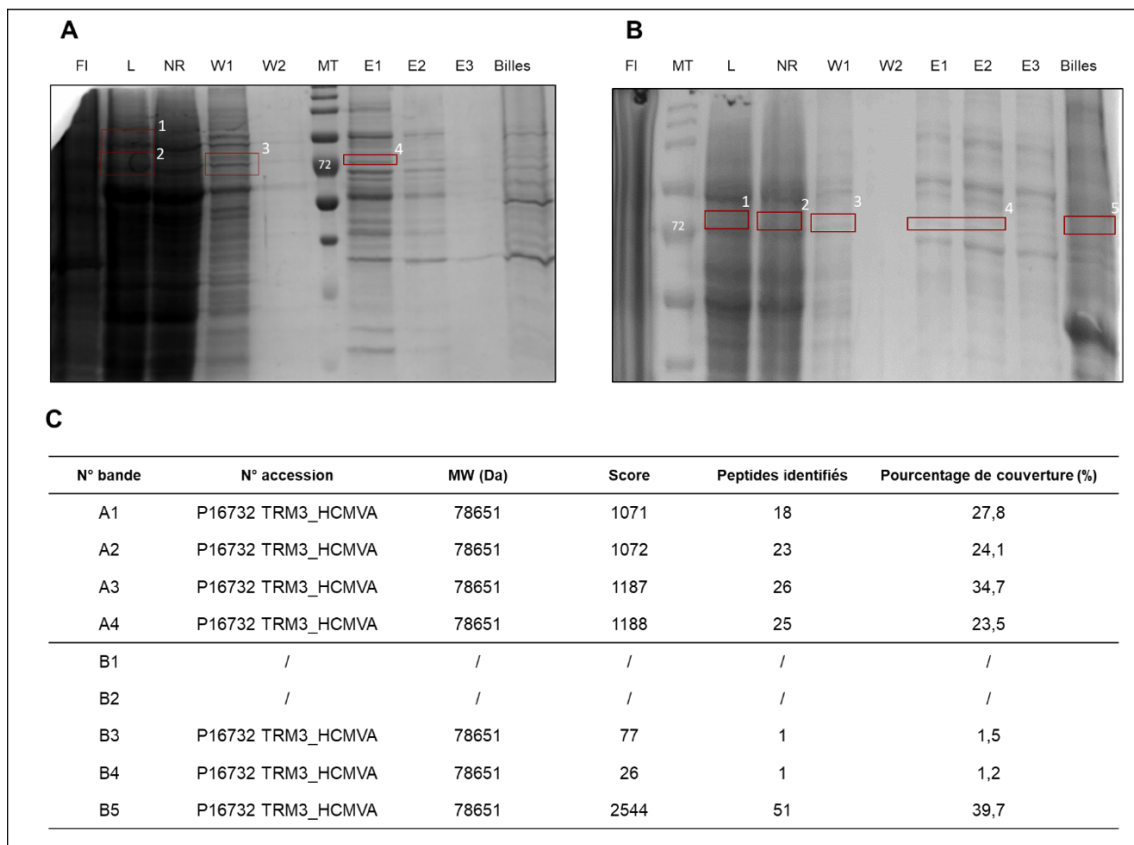 A
FI L NR W1 W2 MT E1 E2 E3 Billes
1
2
3
72
4
B
FI MT L NR W1 W2 E1 E2 E3 Billes
1
2
3
4
5
72
C
N° bande N° accession MW (Da) Score Peptides identifiés Pourcentage de couverture (%)
A1 P16732 TRM3_HCMVA 78651 1071 18 27,8
A2 P16732 TRM3_HCMVA 78651 1072 23 24,1
A3 P16732 TRM3_HCMVA 78651 1187 26 34,7
A4 P16732 TRM3_HCMVA 78651 1188 25 23,5
B1 / / / / /
B2 / / / / /
B3 P16732 TRM3_HCMVA 78651 77 1 1,5
B4 P16732 TRM3_HCMVA 78651 26 1 1,2
B5 P16732 TRM3_HCMVA 78651 2544 51 39,7